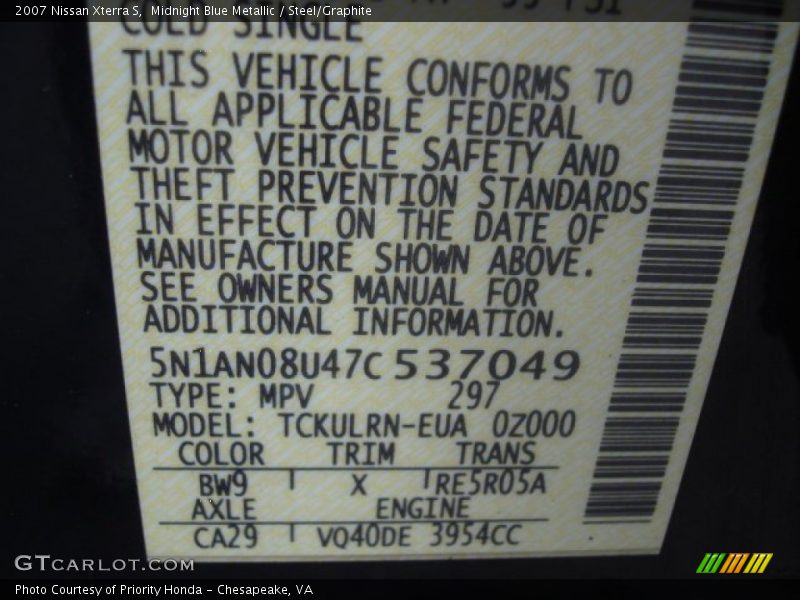 2007 Nissan Xterra S, Midnight Blue Metallic / Steel/Graphite
COLD SINGLE
THIS VEHICLE CONFORMS TO
ALL APPLICABLE FEDERAL
MOTOR VEHICLE SAFETY AND
THEFT PREVENTION STANDARDS
IN EFFECT ON THE DATE OF
MANUFACTURE SHOWN ABOVE.
SEE OWNERS MANUAL FOR
ADDITIONAL INFORMATION.
5N1AN08U47C537049
TYPE: MPV 297
MODEL: TCKULRN-EUA 0Z000
COLOR TRIM TRANS
BW9 X RE5R05A
AXLE ENGINE
CA29 VQ40DE 3954CC
GTCARLOT.COM
Photo Courtesy of Priority Honda - Chesapeake, VA